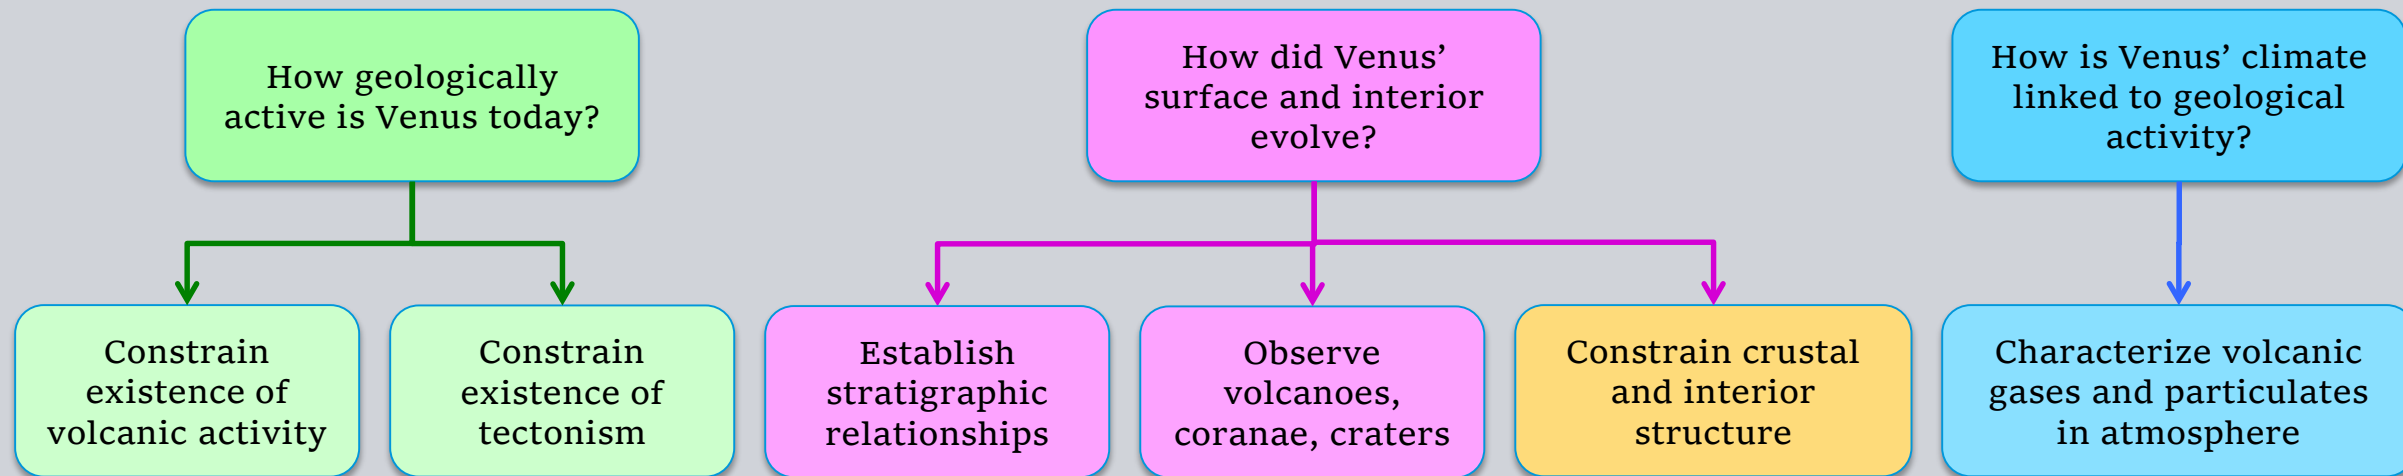 How geologically
active is Venus today?
How did Venus’
surface and interior
evolve?
How is Venus’ climate
linked to geological
activity?
Constrain
existence of
volcanic activity
Constrain
existence of
tectonism
Establish
stratigraphic
relationships
Observe
volcanoes,
coranae, craters
Constrain crustal
and interior
structure
Characterize volcanic
gases and particulates
in atmosphere